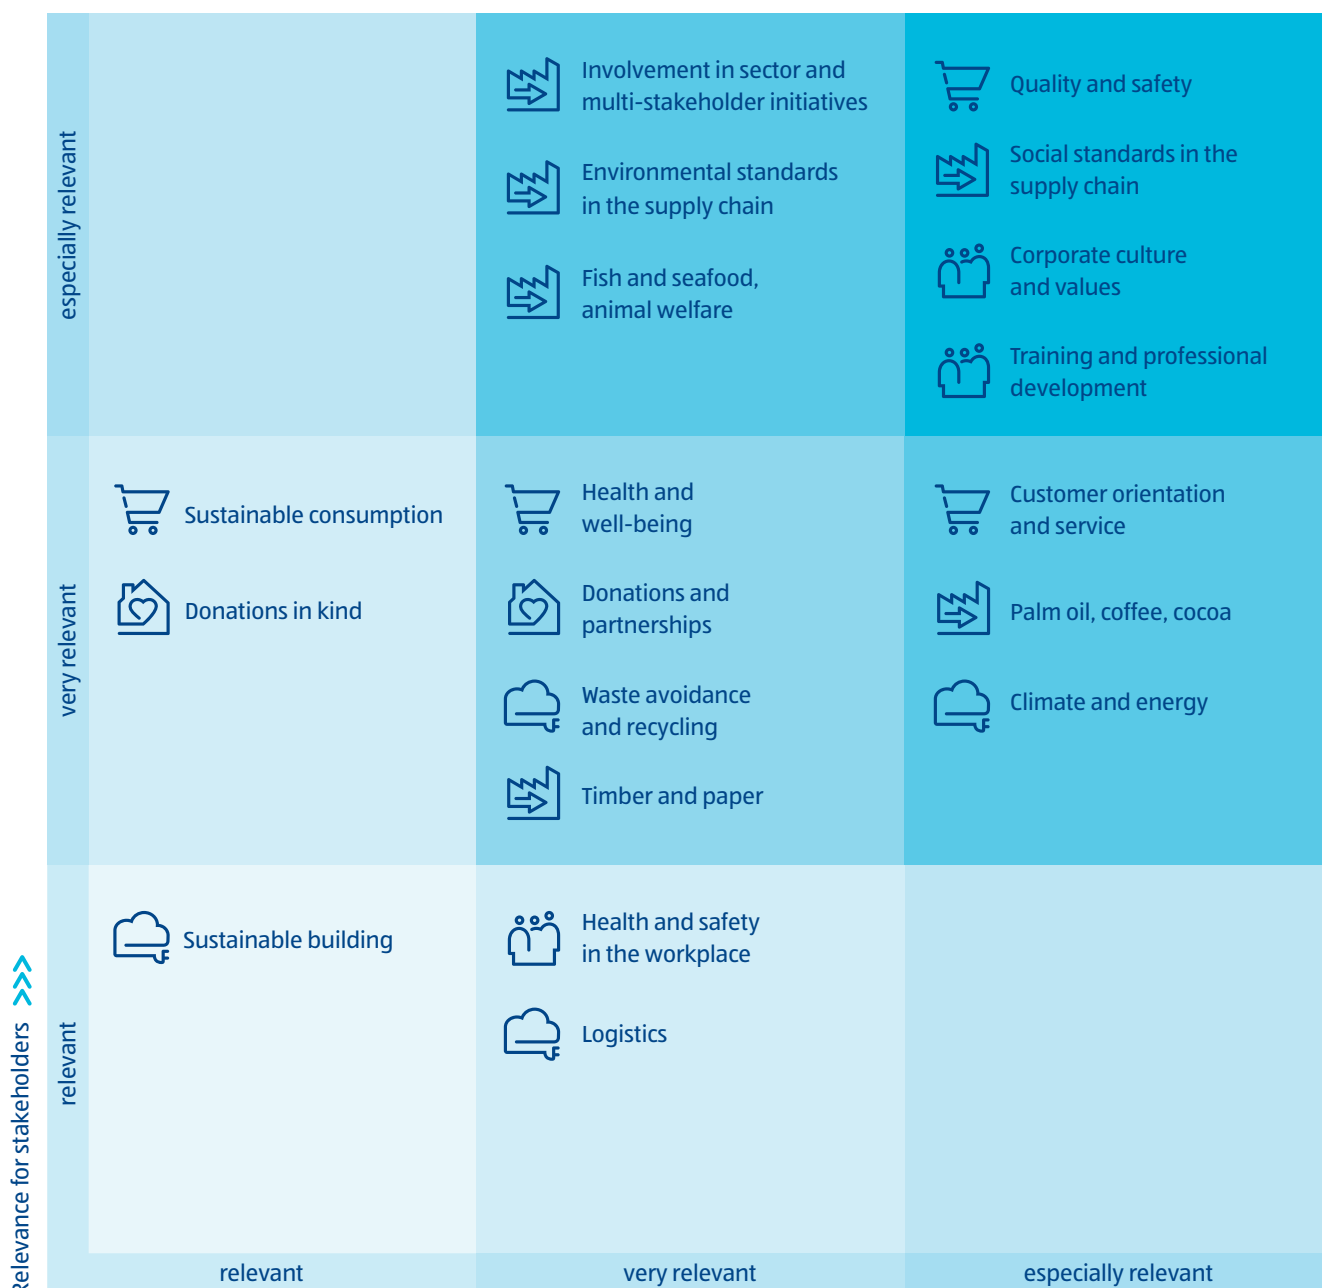 especially relevant
Involvement in sector and
multi-stakeholder initiatives
Environmental standards
in the supply chain
Fish and seafood,
animal welfare
Quality and safety
Social standards in the
supply chain
Corporate culture
and values
Training and professional
development
very relevant
Sustainable consumption
Donations in kind
Health and
well-being
Donations and
partnerships
Waste avoidance
and recycling
Timber and paper
Customer orientation
and service
Palm oil, coffee, cocoa
Climate and energy
relevant
Sustainable building
Health and safety
in the workplace
Logistics
Relevance for stakeholders
relevant
very relevant
especially relevant